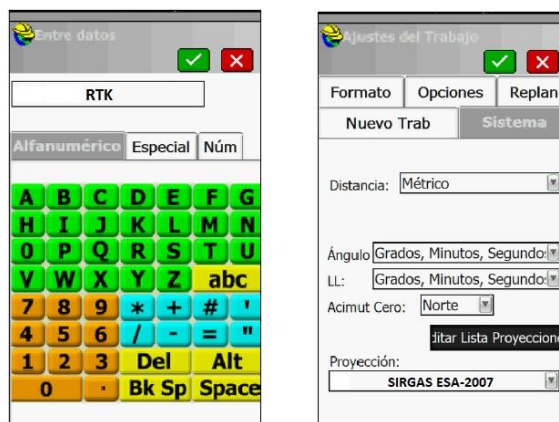 Entre datos
RTK
Alfanumérico Especial Núm
A B C D E F G
H I J K L M N
O P Q R S T U
V W X Y Z abc
7 8 9 * + # '
4 5 6 / - = "
1 2 3 Del Alt
0 . Bk Sp Space
Ajustes del Trabajo
Formato Opciones Replan
Nuevo Trab Sistema
Distancia: Métrico
Ángulo Grados, Minutos, Segundos
LL: Grados, Minutos, Segundos
Acimut Cero: Norte
ditar Lista Proyeccione
Proyección:
SIRGAS ESA-2007